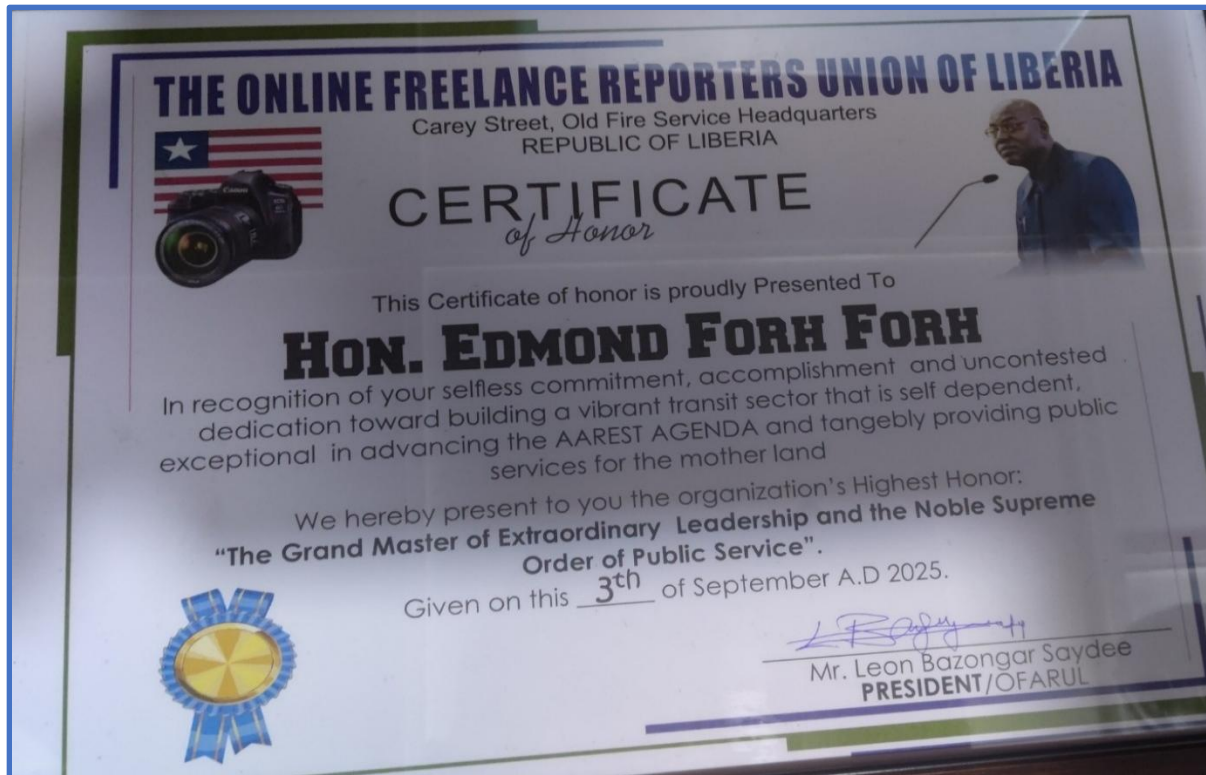 THE ONLINE FREELANCE REPORTERS UNION OF LIBERIA
Carey Street, Old Fire Service Headquarters
REPUBLIC OF LIBERIA
Canon
CERTIFICATE
of Honor
This Certificate of honor is proudly Presented To
HON. EDMOND FORH FORH
In recognition of your selfless commitment, accomplishment and uncontested
dedication toward building a vibrant transit sector that is self dependent,
exceptional in advancing the AAREST AGENDA and tangebly providing public
services for the mother land
We hereby present to you the organization's Highest Honor:
“The Grand Master of Extraordinary Leadership and the Noble Supreme
Order of Public Service”.
Given on this 3th of September A.D 2025.
Mr. Leon Bazongar Saydee
PRESIDENT/OFARUL